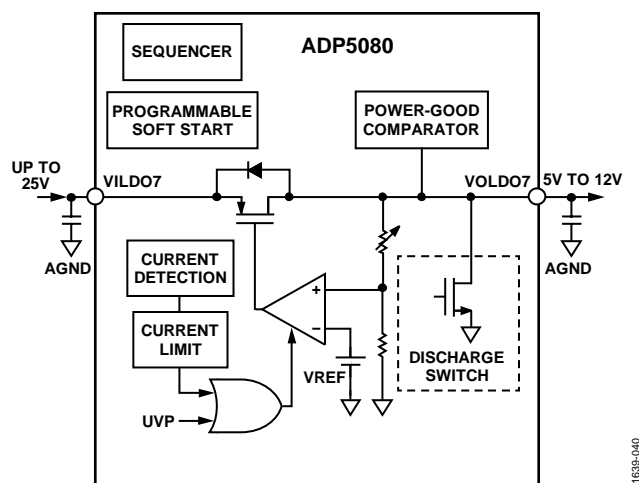 ADP5080
SEQUENCER
PROGRAMMABLE
SOFT START
POWER-GOOD
COMPARATOR
UP TO
25V
VILDO7
VOLDO7
5V TO 12V
AGND
AGND
CURRENT
DETECTION
CURRENT
LIMIT
+
–
VREF
DISCHARGE
SWITCH
UVP
1639-040